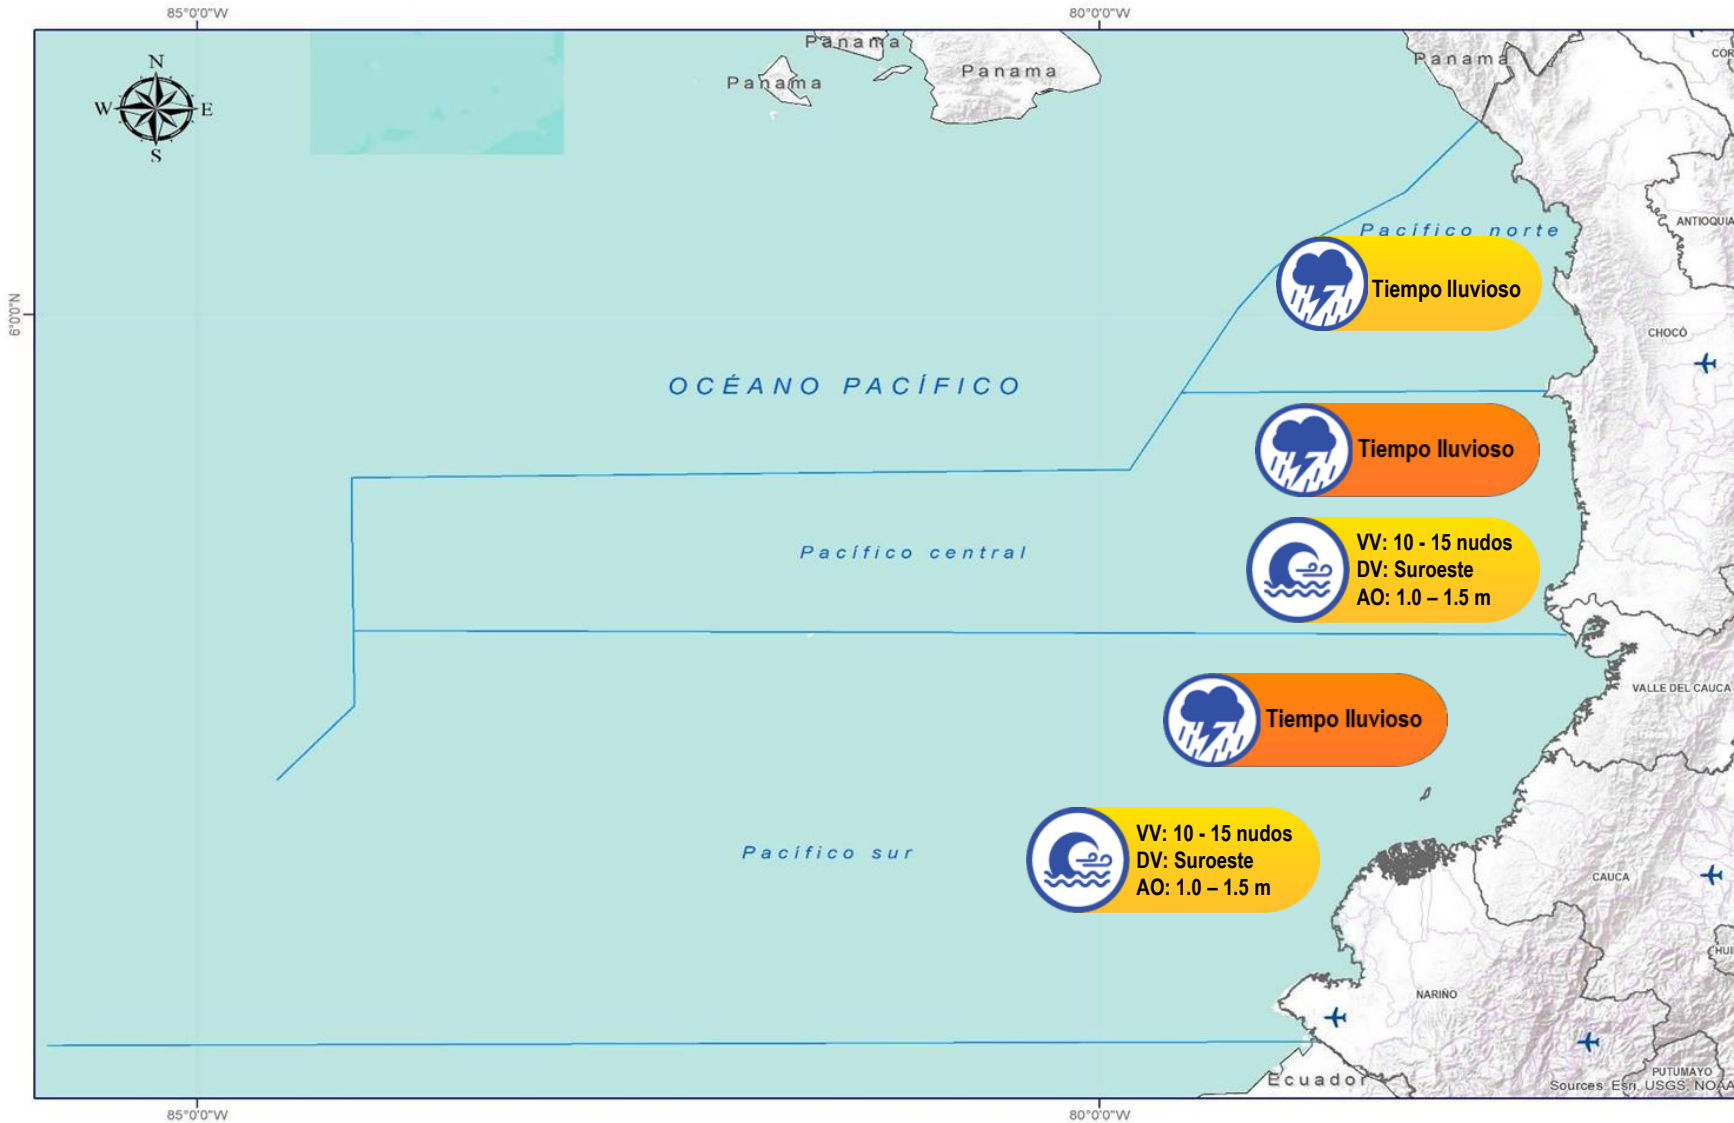 85°0'0"W
80°0'0"W
N
W
E
S
Panama
Panama
Panama
Panama
ANTIOQUIA
Pacífico norte
Tiempo lluvioso
6°0'0"N
CHOCÓ
OCÉANO PACÍFICO
Tiempo lluvioso
Pacífico central
VV: 10 - 15 nudos
DV: Suroeste
AO: 1.0 – 1.5 m
VALLE DEL CAUCA
Tiempo lluvioso
Pacífico sur
VV: 10 - 15 nudos
DV: Suroeste
AO: 1.0 – 1.5 m
CAUCA
NARIÑO
PUTUMAYO
Ecuador
Sources: Esri, USGS, NOAA
85°0'0"W
80°0'0"W